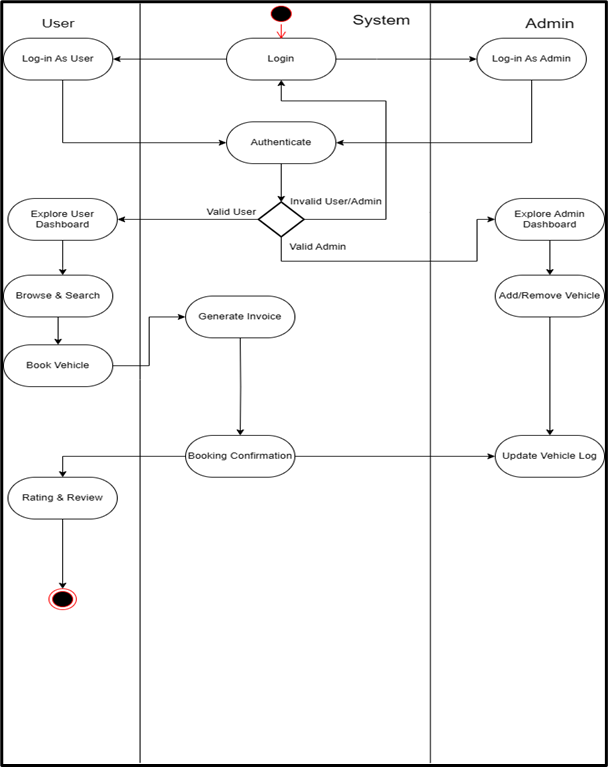 User
System
Admin
Log-in As User
Login
Log-in As Admin
Authenticate
Valid User
Invalid User/Admin
Valid Admin
Explore User
Dashboard
Explore Admin
Dashboard
Browse & Search
Generate Invoice
Add/Remove Vehicle
Book Vehicle
Booking Confirmation
Update Vehicle Log
Rating & Review